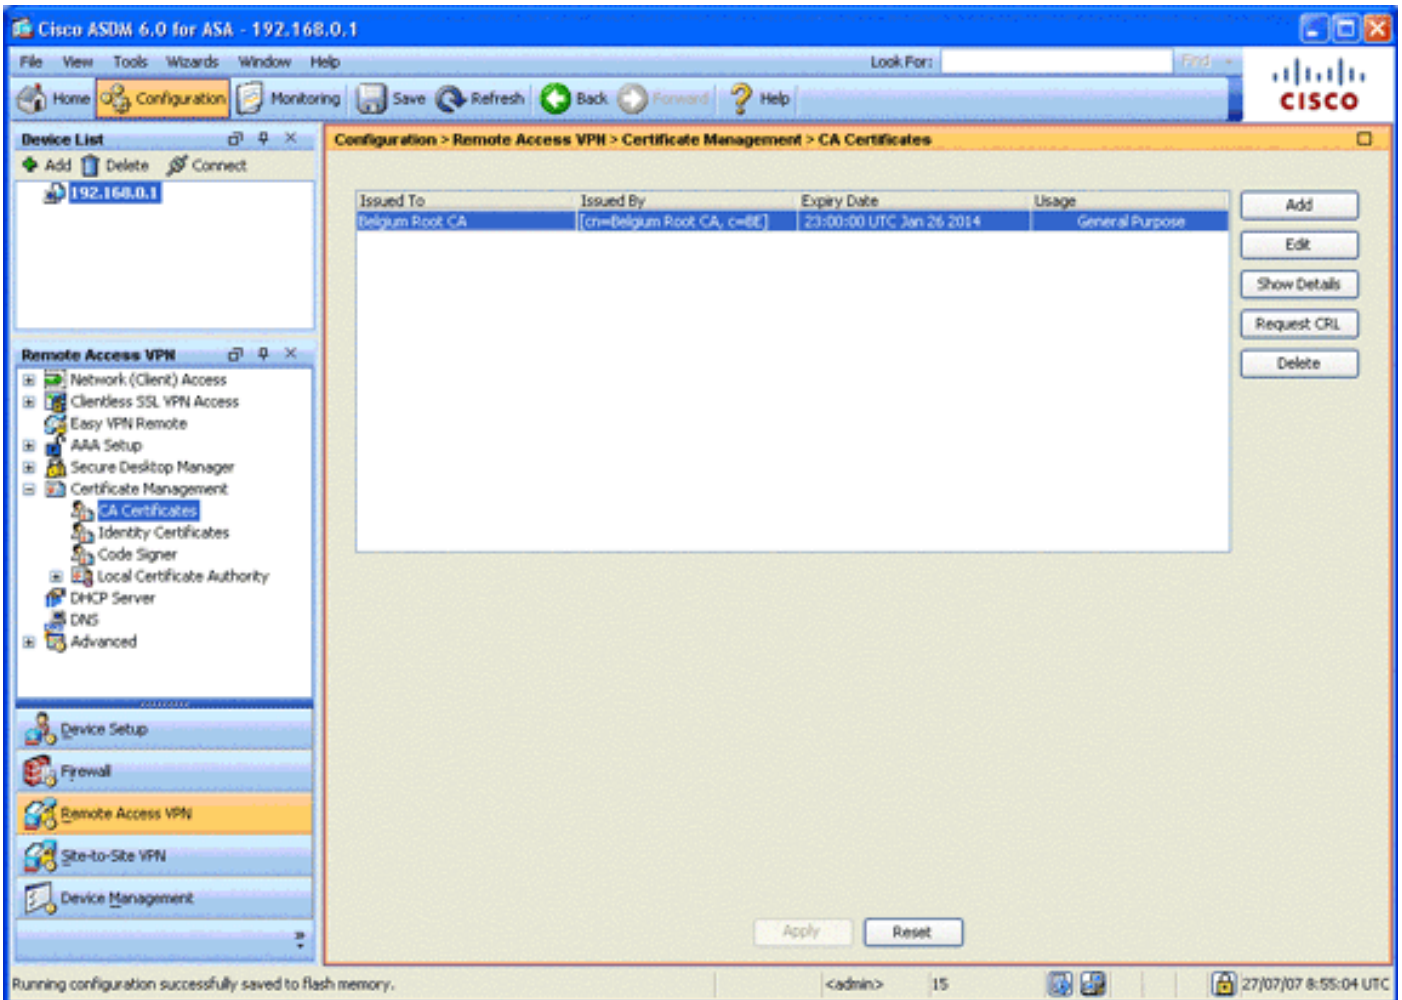 Cisco ASDM 6.0 for ASA - 192.168.0.1
File View Tools Wizards Window Help Look For: Find
Home Configuration Monitoring Save Refresh Back Forward Help
CISCO
Device List
Add Delete Connect
192.168.0.1
Configuration > Remote Access VPN > Certificate Management > CA Certificates
Issued To Issued By Expiry Date Usage
Belgium Root CA [cn=Belgium Root CA, c=BE] 23:00:00 UTC Jan 26 2014 General Purpose
Add
Edit
Show Details
Request CRL
Delete
Remote Access VPN
Network (Client) Access
Clientless SSL VPN Access
Easy VPN Remote
AAA Setup
Secure Desktop Manager
Certificate Management
CA Certificates
Identity Certificates
Code Signer
Local Certificate Authority
DHCP Server
DNS
Advanced
Device Setup
Firewall
Remote Access VPN
Site-to-Site VPN
Device Management
Apply Reset
Running configuration successfully saved to flash memory. <admin> 15 27/07/07 8:55:04 UTC